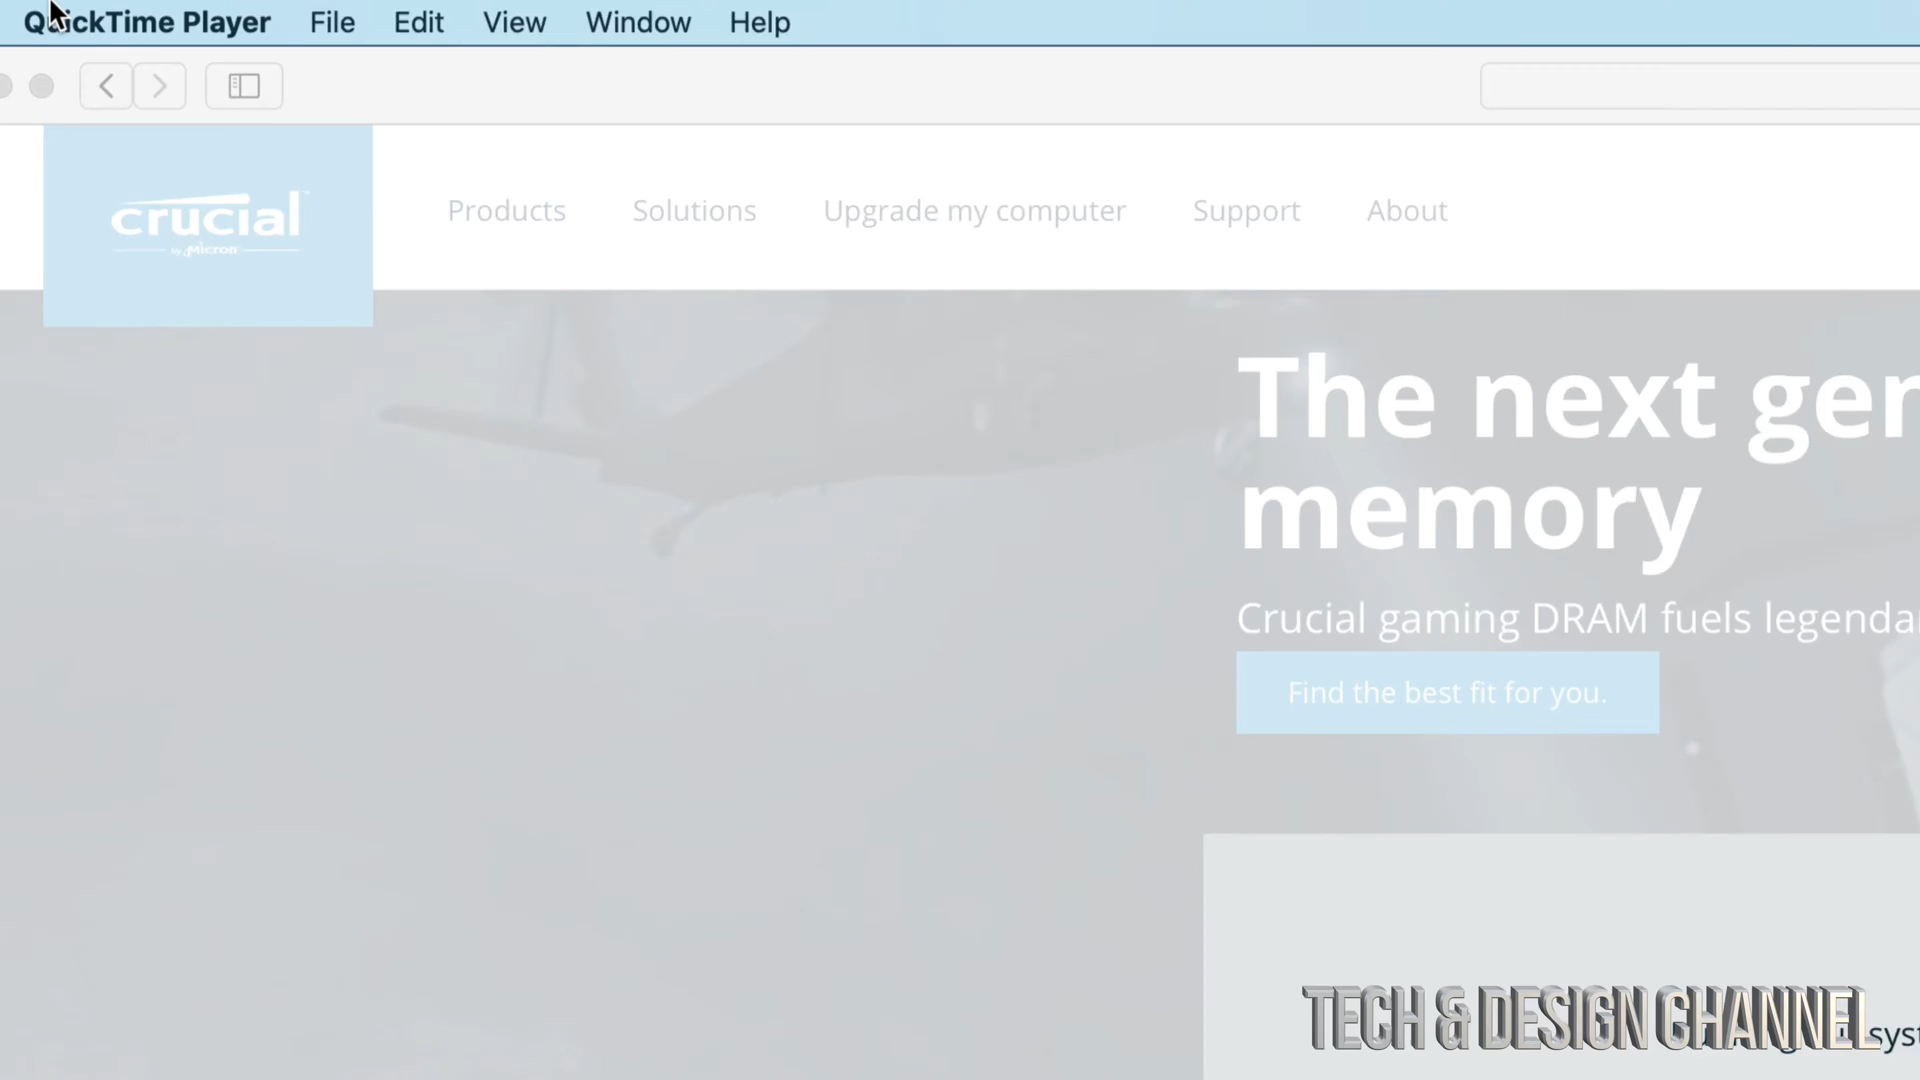 QuickTime Player File Edit View Window Help
crucial
by Micron
Products Solutions Upgrade my computer Support About
The next gen
memory
Crucial gaming DRAM fuels legenda
Find the best fit for you.
TECH & DESIGN CHANNEL